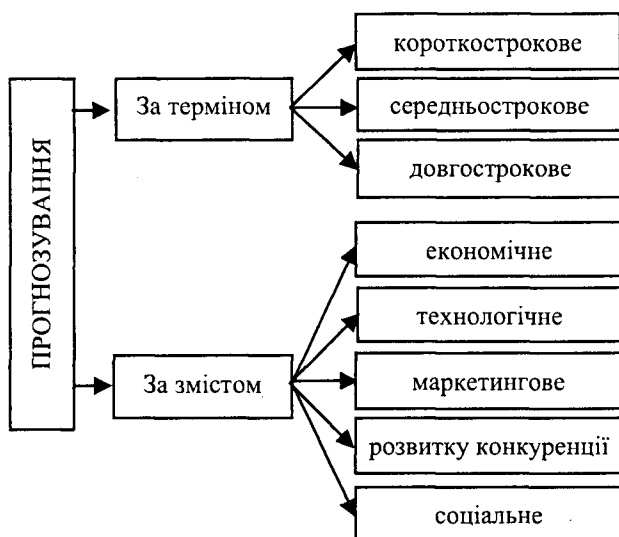 ПРОГНОЗУВАННЯ
За терміном
короткострокове
середньострокове
довгострокове
За змістом
економічне
технологічне
маркетингове
розвитку конкуренції
соціальне